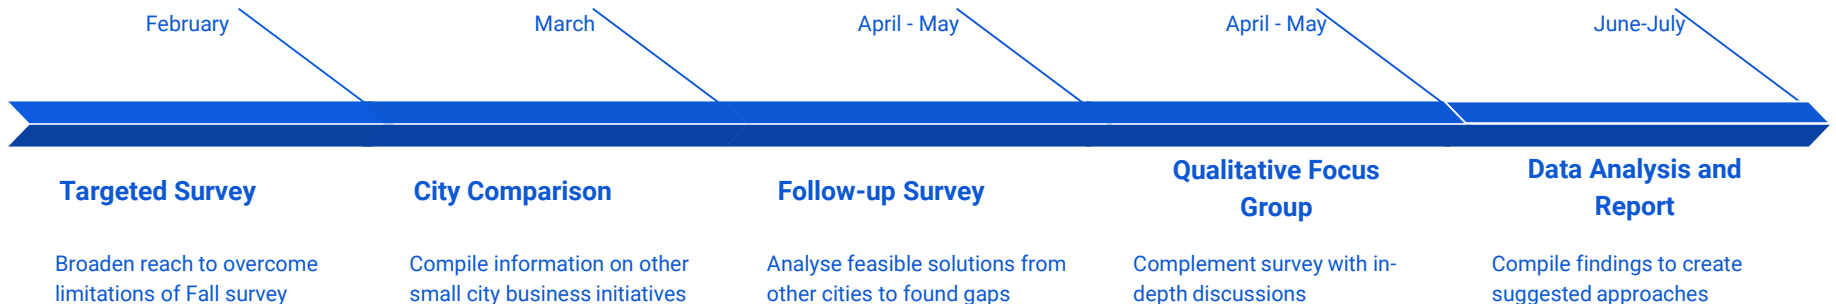 February
March
April - May
April - May
June-July
Targeted Survey
City Comparison
Follow-up Survey
Qualitative Focus
Group
Data Analysis and
Report
Broaden reach to overcome
limitations of Fall survey
Compile information on other
small city business initiatives
Analyse feasible solutions from
other cities to found gaps
Complement survey with in-
depth discussions
Compile findings to create
suggested approaches